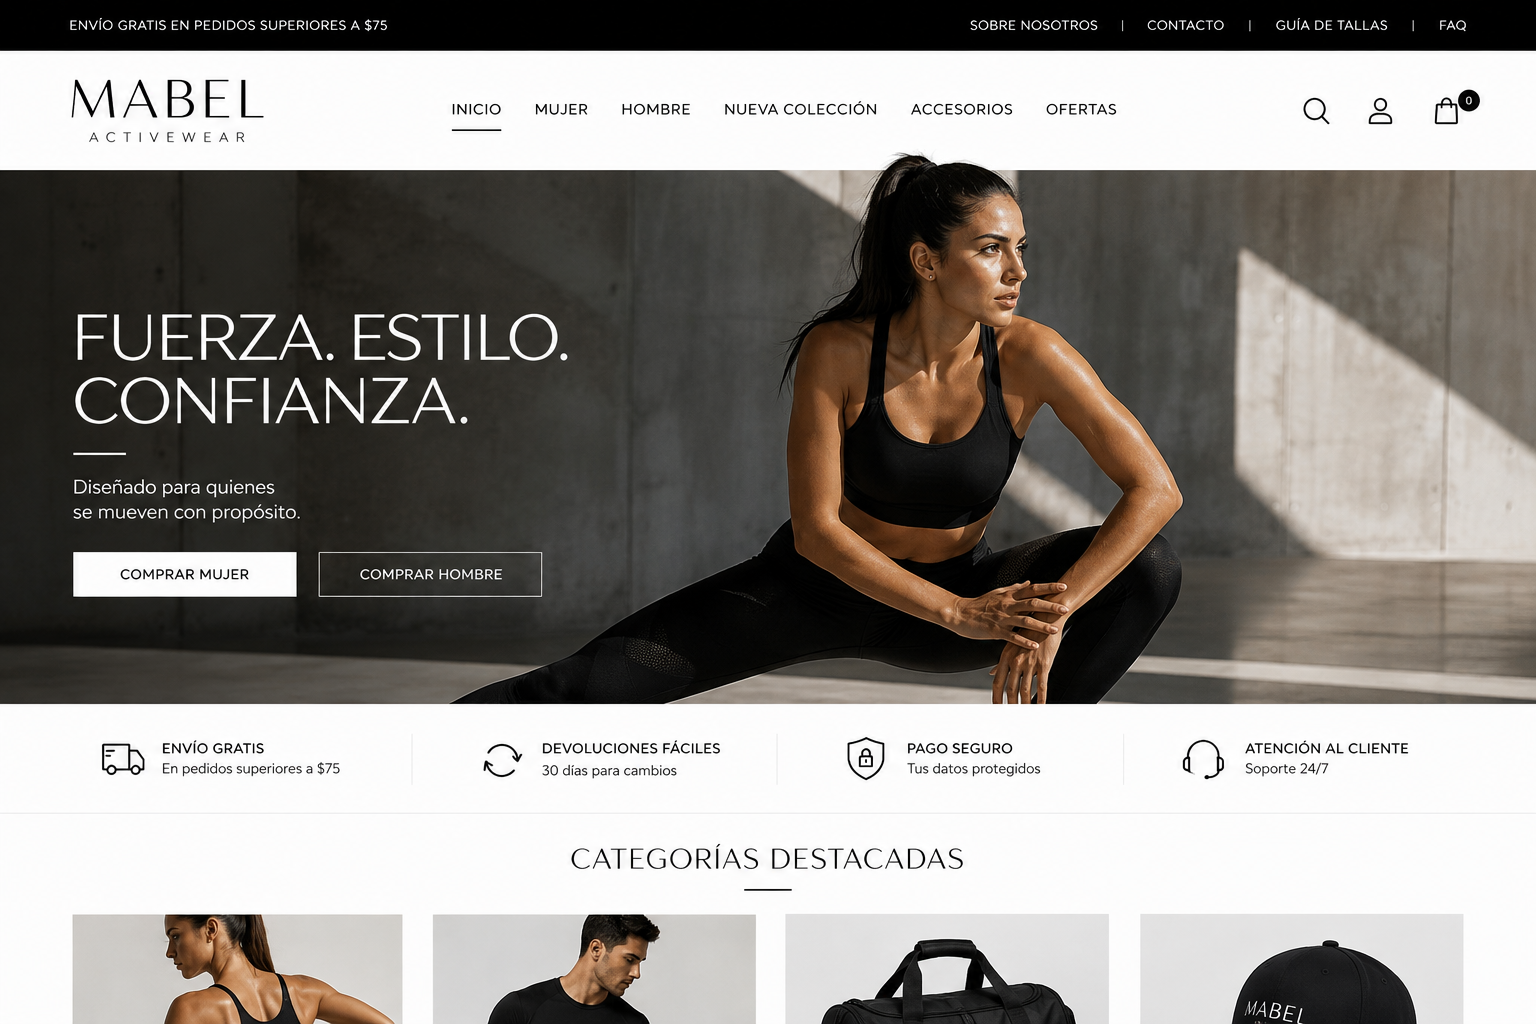 ENVÍO GRATIS EN PEDIDOS SUPERIORES A $75
SOBRE NOSOTROS | CONTACTO | GUÍA DE TALLAS | FAQ
MABEL
ACTIVEWEAR
INICIO MUJER HOMBRE NUEVA COLECCIÓN ACCESORIOS OFERTAS
0
FUERZA. ESTILO.
CONFIANZA.
Diseñado para quienes
se mueven con propósito.
COMPRAR MUJER
COMPRAR HOMBRE
ENVÍO GRATIS
En pedidos superiores a $75
DEVOLUCIONES FÁCILES
30 días para cambios
PAGO SEGURO
Tus datos protegidos
ATENCIÓN AL CLIENTE
Soporte 24/7
CATEGORÍAS DESTACADAS
MABEL